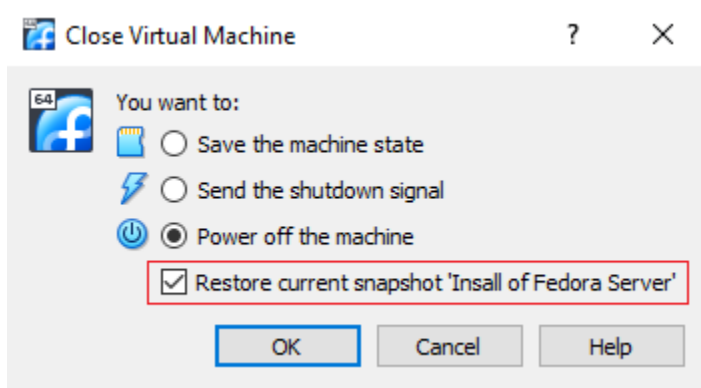 Close Virtual Machine ?
64
You want to:
Save the machine state
Send the shutdown signal
Power off the machine
Restore current snapshot 'Insall of Fedora Server'
OK Cancel Help